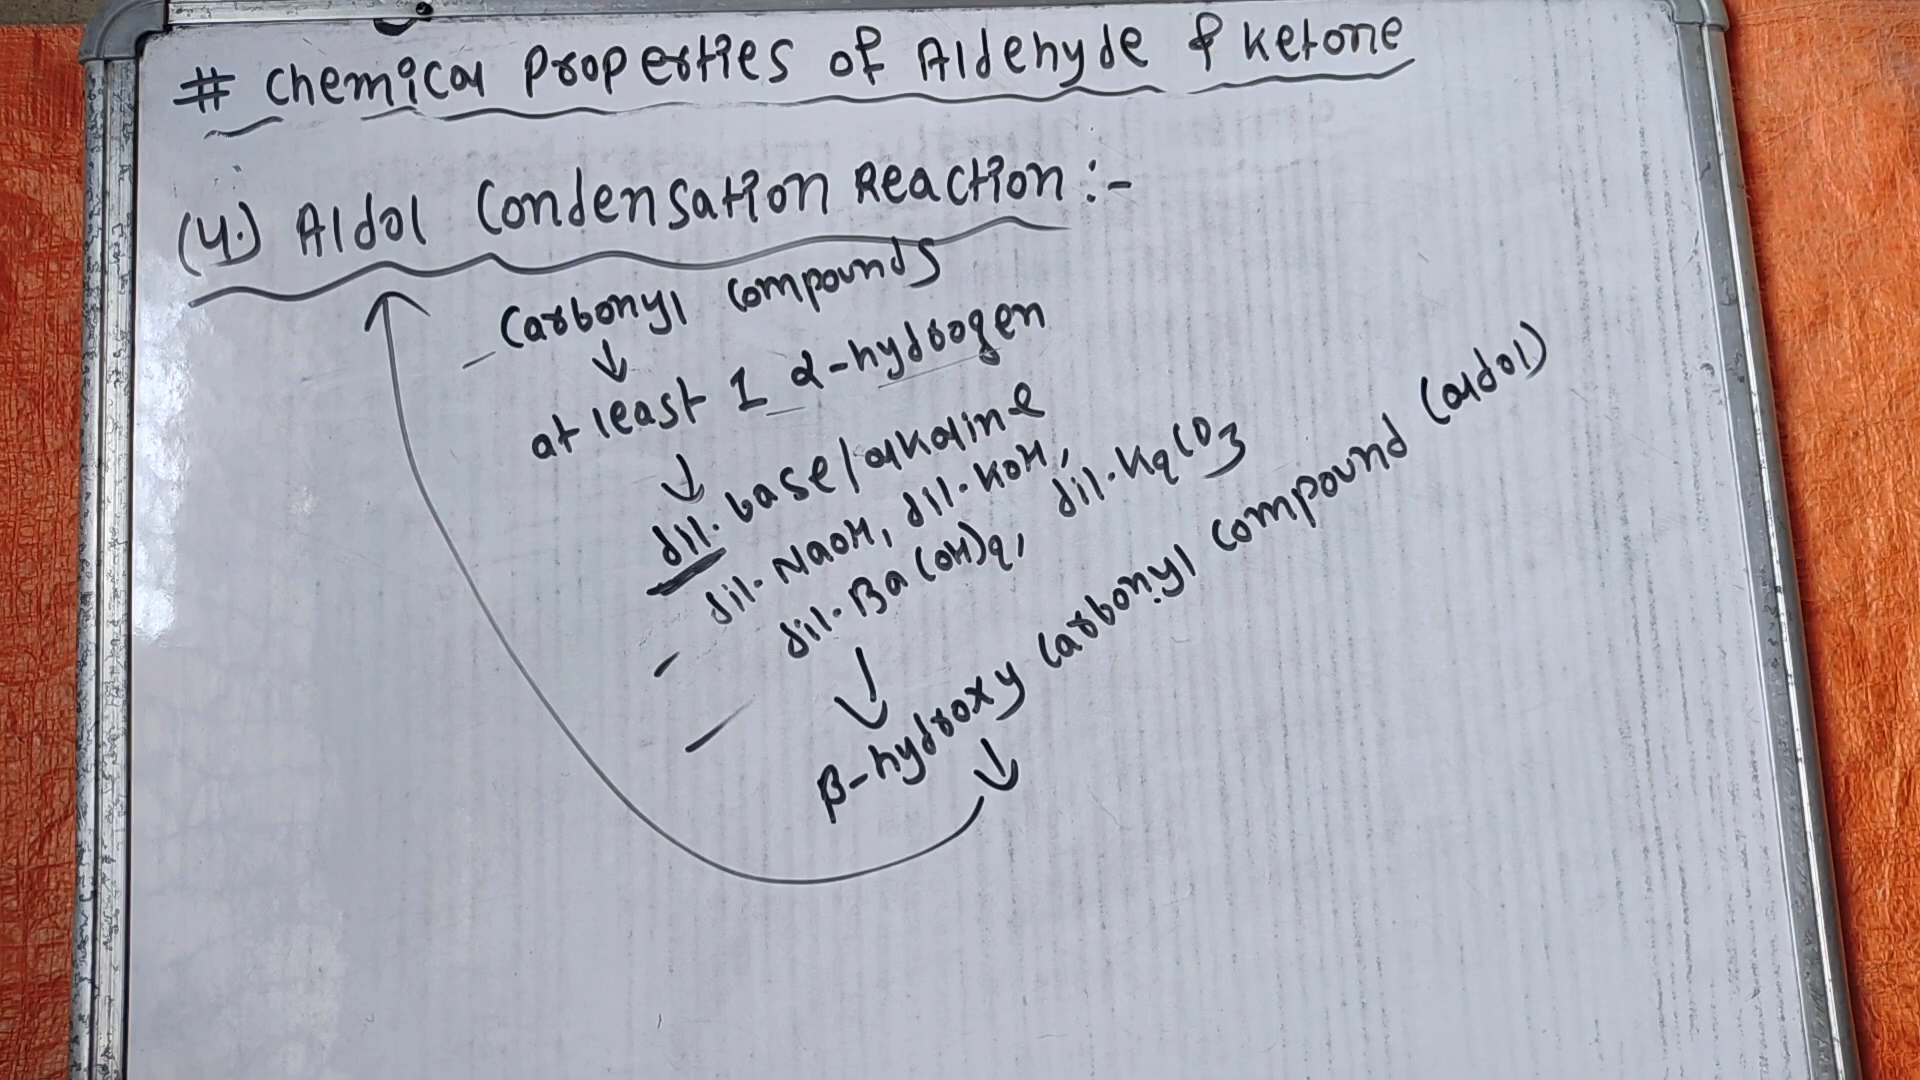 # Chemical Properties of Aldehyde & Ketone
(4.) Aldol Condensation Reaction :-
Carbonyl compounds
↓
at least 1 α-hydrogen
↓
dil. base/alkaline
dil. NaOH, dil. KOH,
dil. Ba(OH)2, dil. K2CO3
↓
β-hydroxy carbonyl compound (aldol)
↓